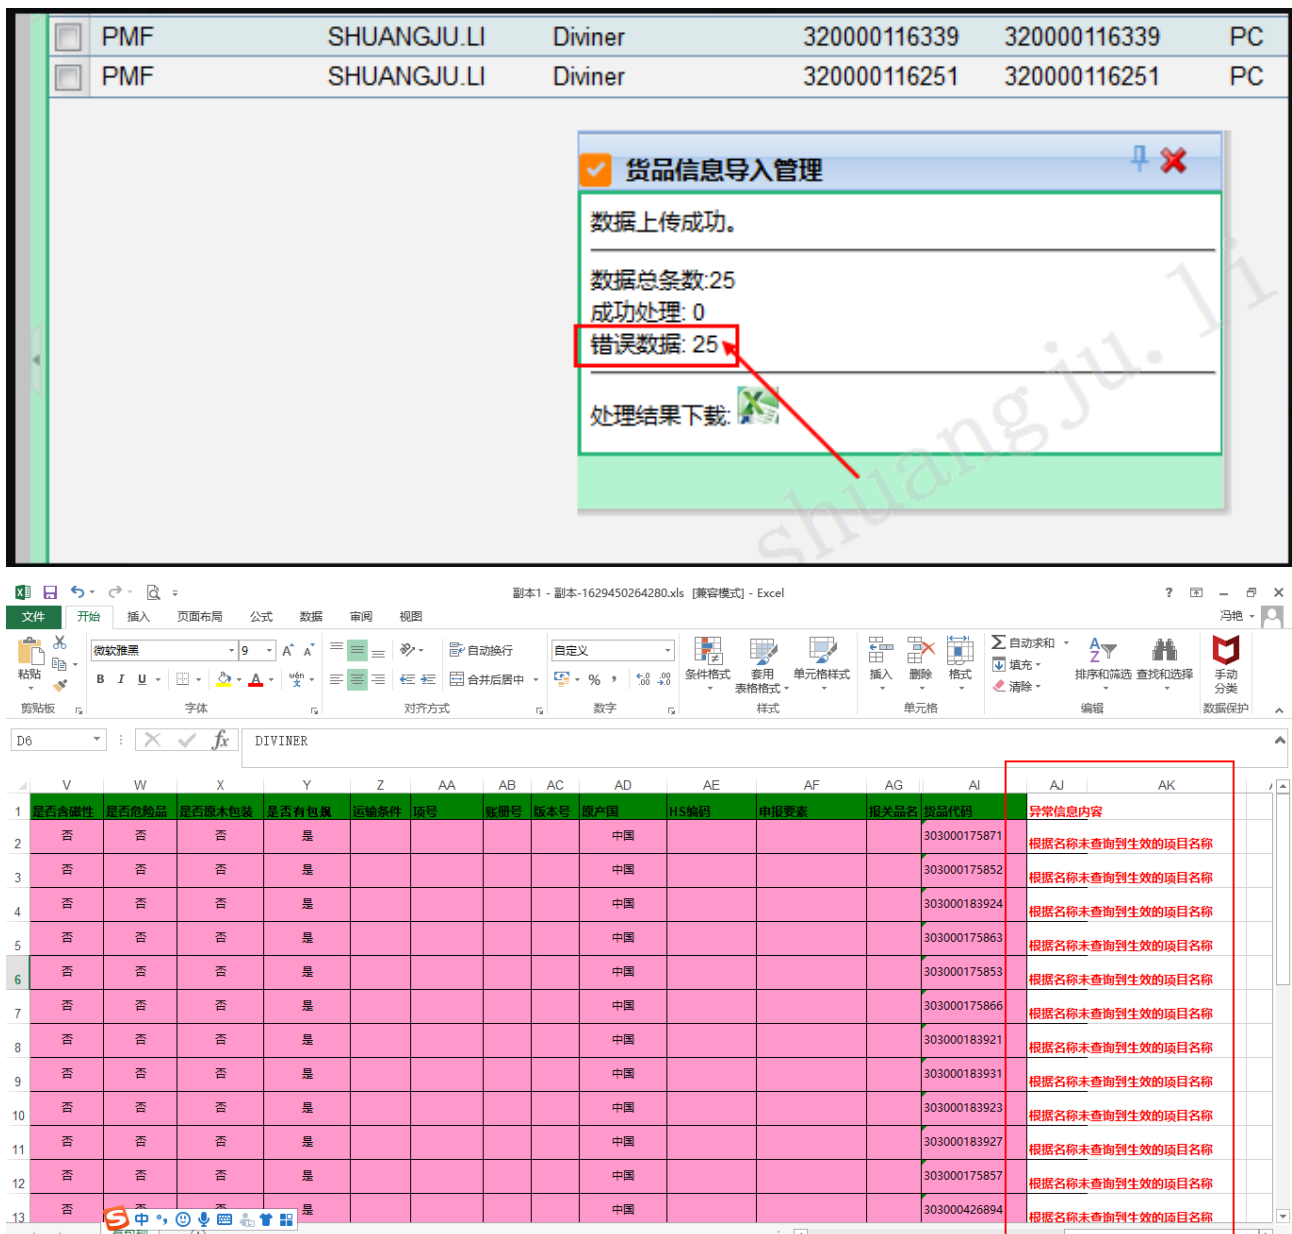 PMF SHUANGJU.LI Diviner 320000116339 320000116339 PC
PMF SHUANGJU.LI Diviner 320000116251 320000116251 PC
货品信息导入管理
数据上传成功。
数据总条数:25
成功处理: 0
错误数据: 25
处理结果下载:
shuangju.li
副本1 - 副本-1629450264280.xls [兼容模式] - Excel
文件 开始 插入 页面布局 公式 数据 审阅 视图 冯艳
粘贴 微软雅黑 9 自动换行 自定义 条件格式 套用 表格格式 单元格样式 插入 删除 格式 自动求和 填充 清除 排序和筛选 查找和选择 手动 分类
B I U A wén 文 合并后居中 %
剪贴板 字体 对齐方式 数字 样式 单元格 编辑 数据保护
D6 fx DIVINER
V W X Y Z AA AB AC AD AE AF AG AI AJ AK
1 是否含磁性 是否危险品 是否原木包装 是否有包规 运输条件 项号 账册号 版本号 原产国 HS编码 申报要素 报关品名 货品代码 异常信息内容
2 否 否 否 是 中国 303000175871 根据名称未查询到生效的项目名称
3 否 否 否 是 中国 303000175852 根据名称未查询到生效的项目名称
4 否 否 否 是 中国 303000183924 根据名称未查询到生效的项目名称
5 否 否 否 是 中国 303000175863 根据名称未查询到生效的项目名称
6 否 否 否 是 中国 303000175853 根据名称未查询到生效的项目名称
7 否 否 否 是 中国 303000175866 根据名称未查询到生效的项目名称
8 否 否 否 是 中国 303000183921 根据名称未查询到生效的项目名称
9 否 否 否 是 中国 303000183931 根据名称未查询到生效的项目名称
10 否 否 否 是 中国 303000183923 根据名称未查询到生效的项目名称
11 否 否 否 是 中国 303000183927 根据名称未查询到生效的项目名称
12 否 否 否 是 中国 303000175857 根据名称未查询到生效的项目名称
13 否 否 是 中国 303000426894 根据名称未查询到生效的项目名称
中